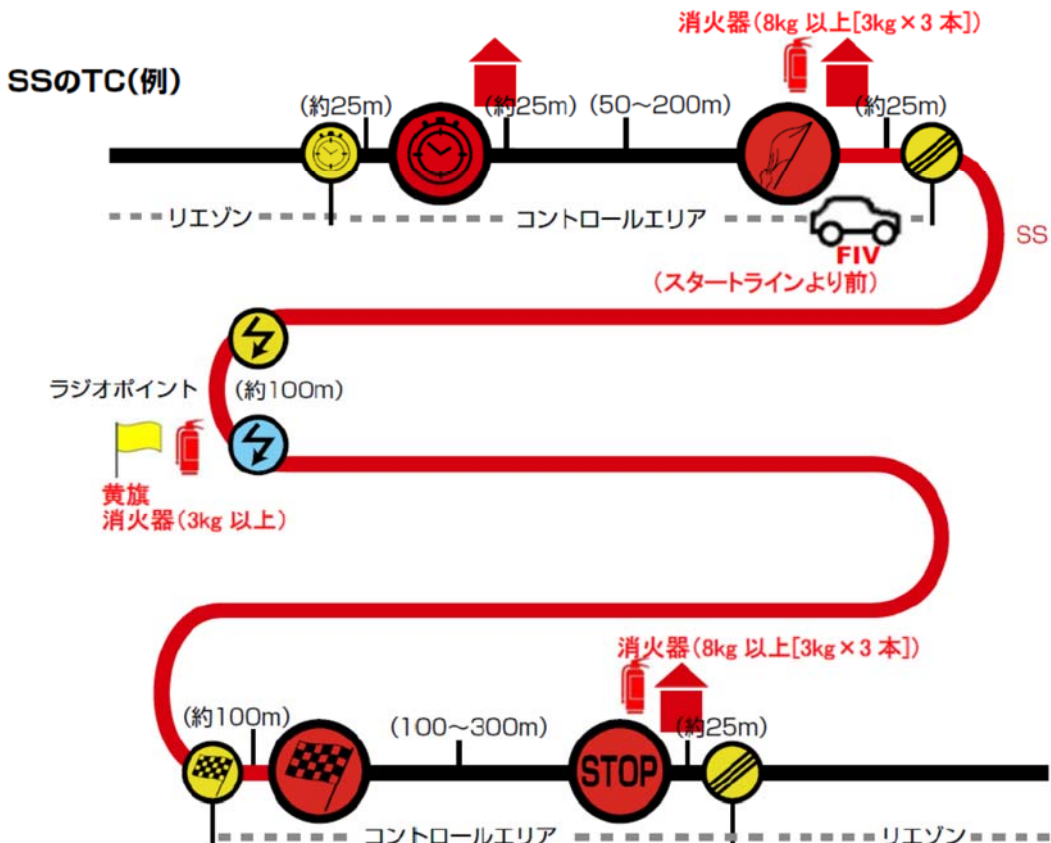 消火器(8kg 以上[3kg×3 本])
SSのTC(例)
(約25m)
(約25m)
(50～200m)
(約25m)
リエゾン
コントロールエリア
SS
FIV
(スタートラインより前)
ラジオポイント
(約100m)
黄旗
消火器(3kg 以上)
消火器(8kg 以上[3kg×3 本])
(約100m)
(100～300m)
(約25m)
STOP
コントロールエリア
リエゾン